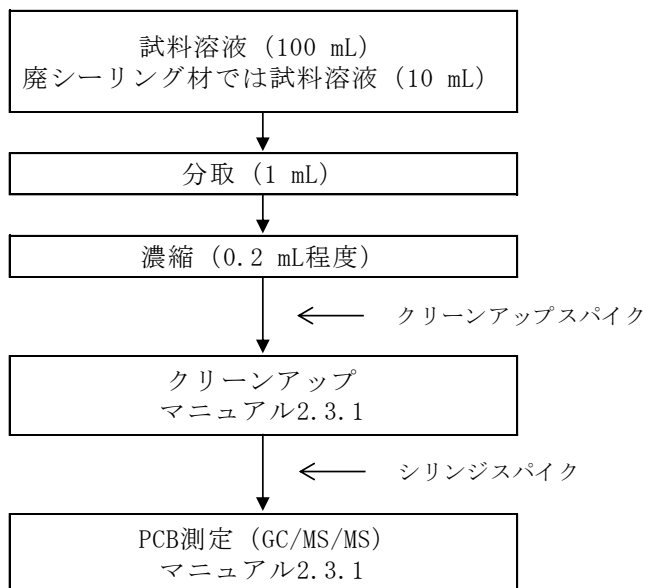 試料溶液 (100 mL)
廃シーリング材では試料溶液 (10 mL)
分取 (1 mL)
濃縮 (0.2 mL程度)
クリーンアップスパイク
クリーンアップ
マニュアル2.3.1
シリンジスパイク
PCB測定 (GC/MS/MS)
マニュアル2.3.1